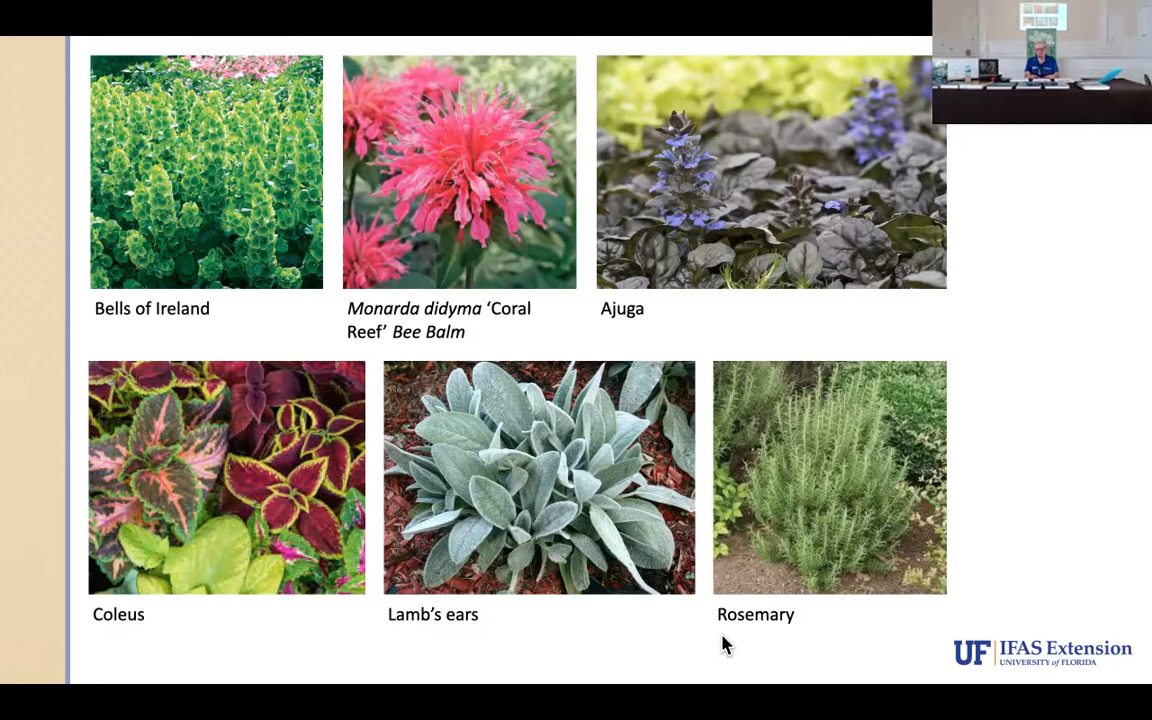 Bells of Ireland
Monarda didyma ‘Coral
Reef’ Bee Balm
Ajuga
Coleus
Lamb’s ears
Rosemary
UF IFAS Extension
UNIVERSITY of FLORIDA